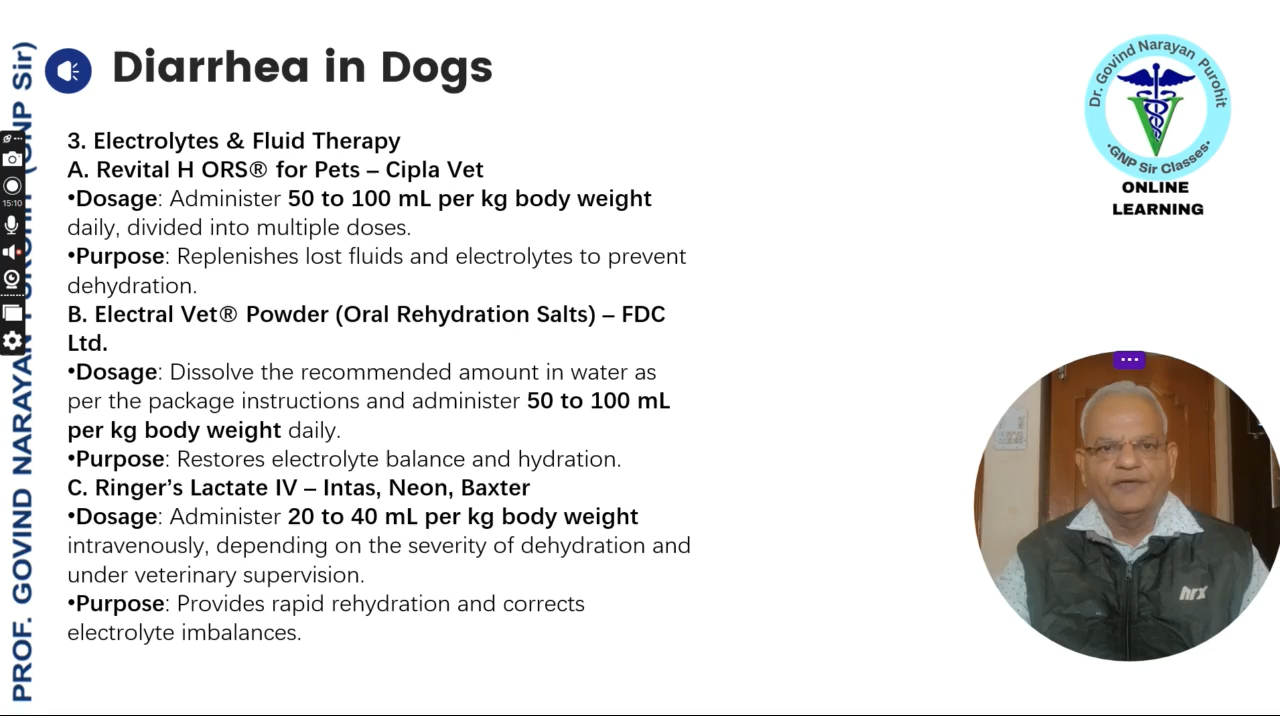 Diarrhea in Dogs
3. Electrolytes & Fluid Therapy
A. Revital H ORS® for Pets – Cipla Vet
•Dosage: Administer 50 to 100 mL per kg body weight
daily, divided into multiple doses.
•Purpose: Replenishes lost fluids and electrolytes to prevent
dehydration.
B. Electral Vet® Powder (Oral Rehydration Salts) – FDC
Ltd.
•Dosage: Dissolve the recommended amount in water as
per the package instructions and administer 50 to 100 mL
per kg body weight daily.
•Purpose: Restores electrolyte balance and hydration.
C. Ringer’s Lactate IV – Intas, Neon, Baxter
•Dosage: Administer 20 to 40 mL per kg body weight
intravenously, depending on the severity of dehydration and
under veterinary supervision.
•Purpose: Provides rapid rehydration and corrects
electrolyte imbalances.
Dr. Govind Narayan Purohit
V
•GNP Sir Classes•
ONLINE
LEARNING
15:10
hrx
PROF. GOVIND NARAYAN (GNP Sir)